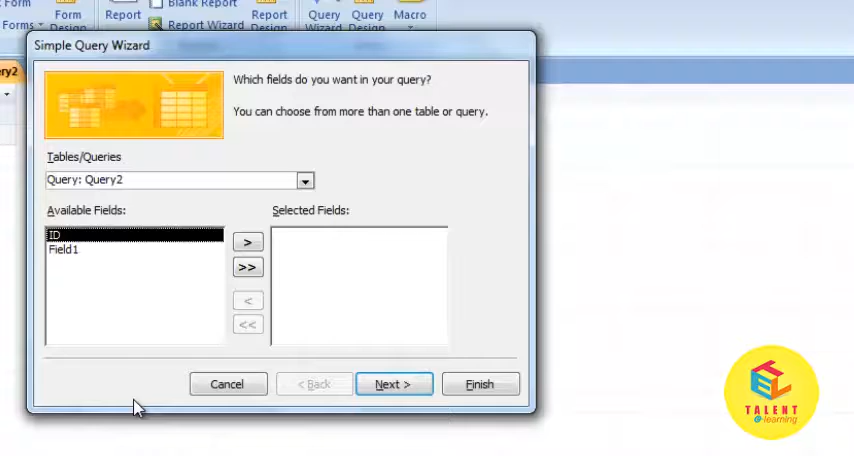 Form
Report
Blank Report
Report
Query
Query
Macro
Forms
Design
Report Wizard
Design
Wizard
Design
Simple Query Wizard
ry2
Which fields do you want in your query?
You can choose from more than one table or query.
Tables/Queries
Query: Query2
Available Fields:
Selected Fields:
ID
Field1
>
>>
<
<<
Cancel
< Back
Next >
Finish
TEL
TALENT
e-learning